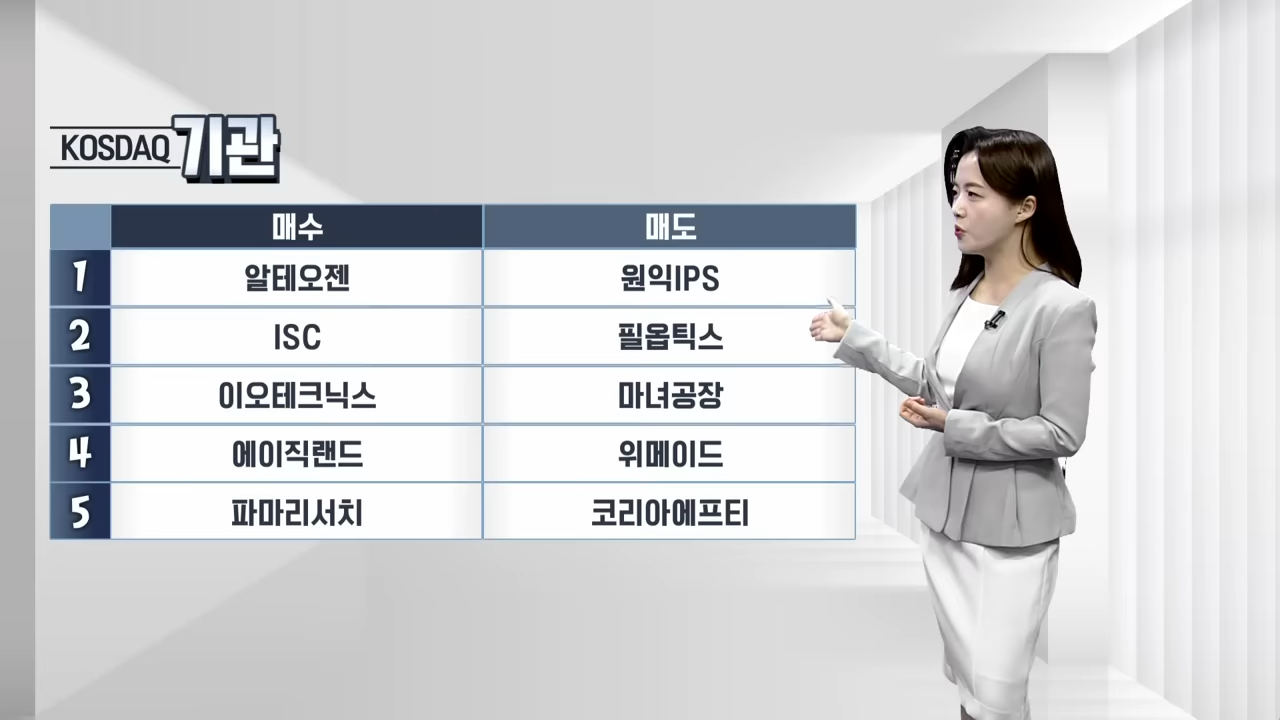 KOSDAQ 기관
매수 매도
1 알테오젠 원익IPS
2 ISC 필옵틱스
3 이오테크닉스 마녀공장
4 에이직랜드 위메이드
5 파마리서치 코리아에프티